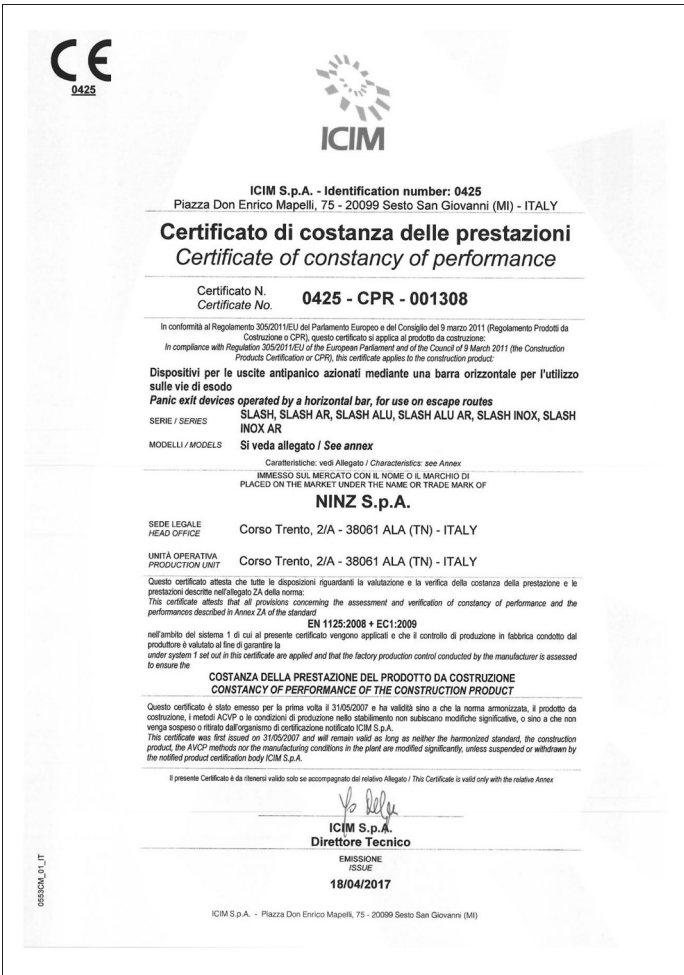 CE
0425
ICIM
ICIM S.p.A. - Identification number: 0425
Piazza Don Enrico Mapelli, 75 - 20099 Sesto San Giovanni (MI) - ITALY
Certificato di costanza delle prestazioni
Certificate of constancy of performance
Certificato N.
Certificate No.
0425 - CPR - 001308
In conformità al Regolamento 305/2011/EU del Parlamento Europeo e del Consiglio del 9 marzo 2011 (Regolamento Prodotti da
Costruzione o CPR), questo certificato si applica al prodotto da costruzione:
In compliance with Regulation 305/2011/EU of the European Parliament and of the Council of 9 March 2011 (the Construction
Products Certification or CPR), this certificate applies to the construction product:
Dispositivi per le uscite antipanico azionati mediante una barra orizzontale per l'utilizzo
sulle vie di esodo
Panic exit devices operated by a horizontal bar, for use on escape routes
SERIE / SERIES
SLASH, SLASH AR, SLASH ALU, SLASH ALU AR, SLASH INOX, SLASH
INOX AR
MODELLI / MODELS
Si veda allegato / See annex
Caratteristiche: vedi Allegato / Characteristics: see Annex
IMMESSO SUL MERCATO CON IL NOME O IL MARCHIO DI
PLACED ON THE MARKET UNDER THE NAME OR TRADE MARK OF
NINZ S.p.A.
SEDE LEGALE
HEAD OFFICE
Corso Trento, 2/A - 38061 ALA (TN) - ITALY
UNITÀ OPERATIVA
PRODUCTION UNIT
Corso Trento, 2/A - 38061 ALA (TN) - ITALY
Questo certificato attesta che tutte le disposizioni riguardanti la valutazione e la verifica della costanza della prestazione e le
prestazioni descritte nell'allegato ZA della norma:
This certificate attests that all provisions concerning the assessment and verification of constancy of performance and the
performances described in Annex ZA of the standard
EN 1125:2008 + EC1:2009
nell'ambito del sistema 1 di cui al presente certificato vengono applicati e che il controllo di produzione in fabbrica condotto dal
produttore è valutato al fine di garantire la
under system 1 set out in this certificate are applied and that the factory production control conducted by the manufacturer is assessed
to ensure the
COSTANZA DELLA PRESTAZIONE DEL PRODOTTO DA COSTRUZIONE
CONSTANCY OF PERFORMANCE OF THE CONSTRUCTION PRODUCT
Questo certificato è stato emesso per la prima volta il 31/05/2007 e ha validità sino a che la norma armonizzata, il prodotto da
costruzione, i metodi ACVP o le condizioni di produzione nello stabilimento non subiscano modifiche significative, o sino a che non
venga sospeso o ritirato dall'organismo di certificazione notificato ICIM S.p.A.
This certificate was first issued on 31/05/2007 and will remain valid as long as neither the harmonized standard, the construction
product, the AVCP methods nor the manufacturing conditions in the plant are modified significantly, unless suspended or withdrawn by
the notified product certification body ICIM S.p.A.
Il presente Certificato è da ritenersi valido solo se accompagnato dal relativo Allegato / This Certificate is valid only with the relative Annex
ICIM S.p.A.
Direttore Tecnico
EMISSIONE
ISSUE
18/04/2017
0553CM_01_IT
ICIM S.p.A. - Piazza Don Enrico Mapelli, 75 - 20099 Sesto San Giovanni (MI)